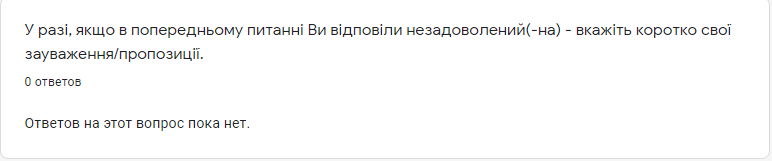 У разі, якщо в попередньому питанні Ви відповіли незадоволений(-на) - вкажіть коротко свої
зауваження/пропозиції.
0 ответов
Ответов на этот вопрос пока нет.